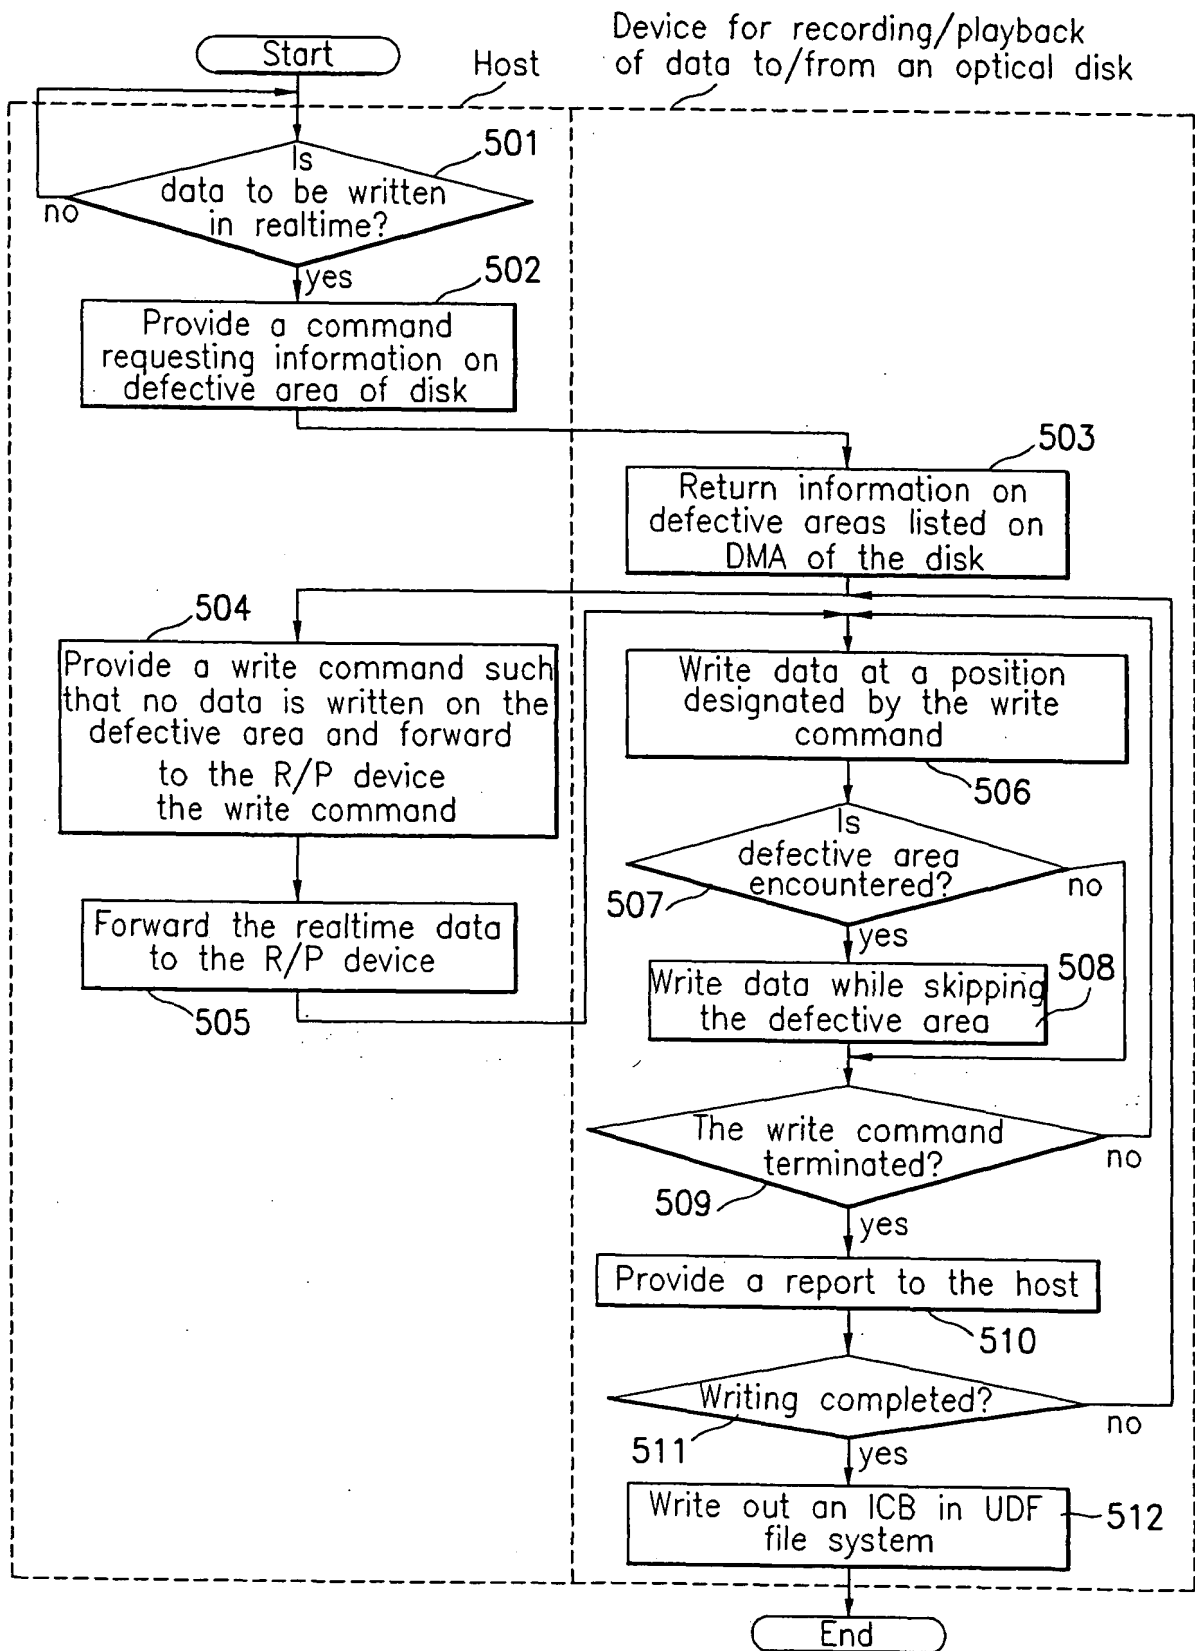 Start
Host
Device for recording/playback
of data to/from an optical disk
501
Is
data to be written
in realtime?
no
yes
502
Provide a command
requesting information on
defective area of disk
503
Return information on
defective areas listed on
DMA of the disk
504
Provide a write command such
that no data is written on the
defective area and forward
to the R/P device
the write command
Write data at a position
designated by the write
command
506
Is
defective area
encountered?
no
507
yes
Forward the realtime data
to the R/P device
505
Write data while skipping
the defective area
508
The write command
terminated?
no
509
yes
Provide a report to the host
510
Writing completed?
no
511
yes
Write out an ICB in UDF
file system
512
End